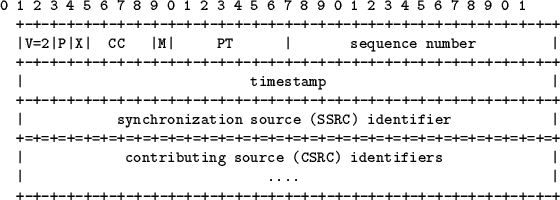 0 1 2 3 4 5 6 7 8 9 0 1 2 3 4 5 6 7 8 9 0 1 2 3 4 5 6 7 8 9 0 1
+-+-+-+-+-+-+-+-+-+-+-+-+-+-+-+-+-+-+-+-+-+-+-+-+-+-+-+-+-+-+-+-+
|V=2|P|X| CC |M| PT | sequence number |
+-+-+-+-+-+-+-+-+-+-+-+-+-+-+-+-+-+-+-+-+-+-+-+-+-+-+-+-+-+-+-+-+
| timestamp |
+-+-+-+-+-+-+-+-+-+-+-+-+-+-+-+-+-+-+-+-+-+-+-+-+-+-+-+-+-+-+-+-+
| synchronization source (SSRC) identifier |
+=+=+=+=+=+=+=+=+=+=+=+=+=+=+=+=+=+=+=+=+=+=+=+=+=+=+=+=+=+=+=+=+
| contributing source (CSRC) identifiers |
| .... |
+-+-+-+-+-+-+-+-+-+-+-+-+-+-+-+-+-+-+-+-+-+-+-+-+-+-+-+-+-+-+-+-+